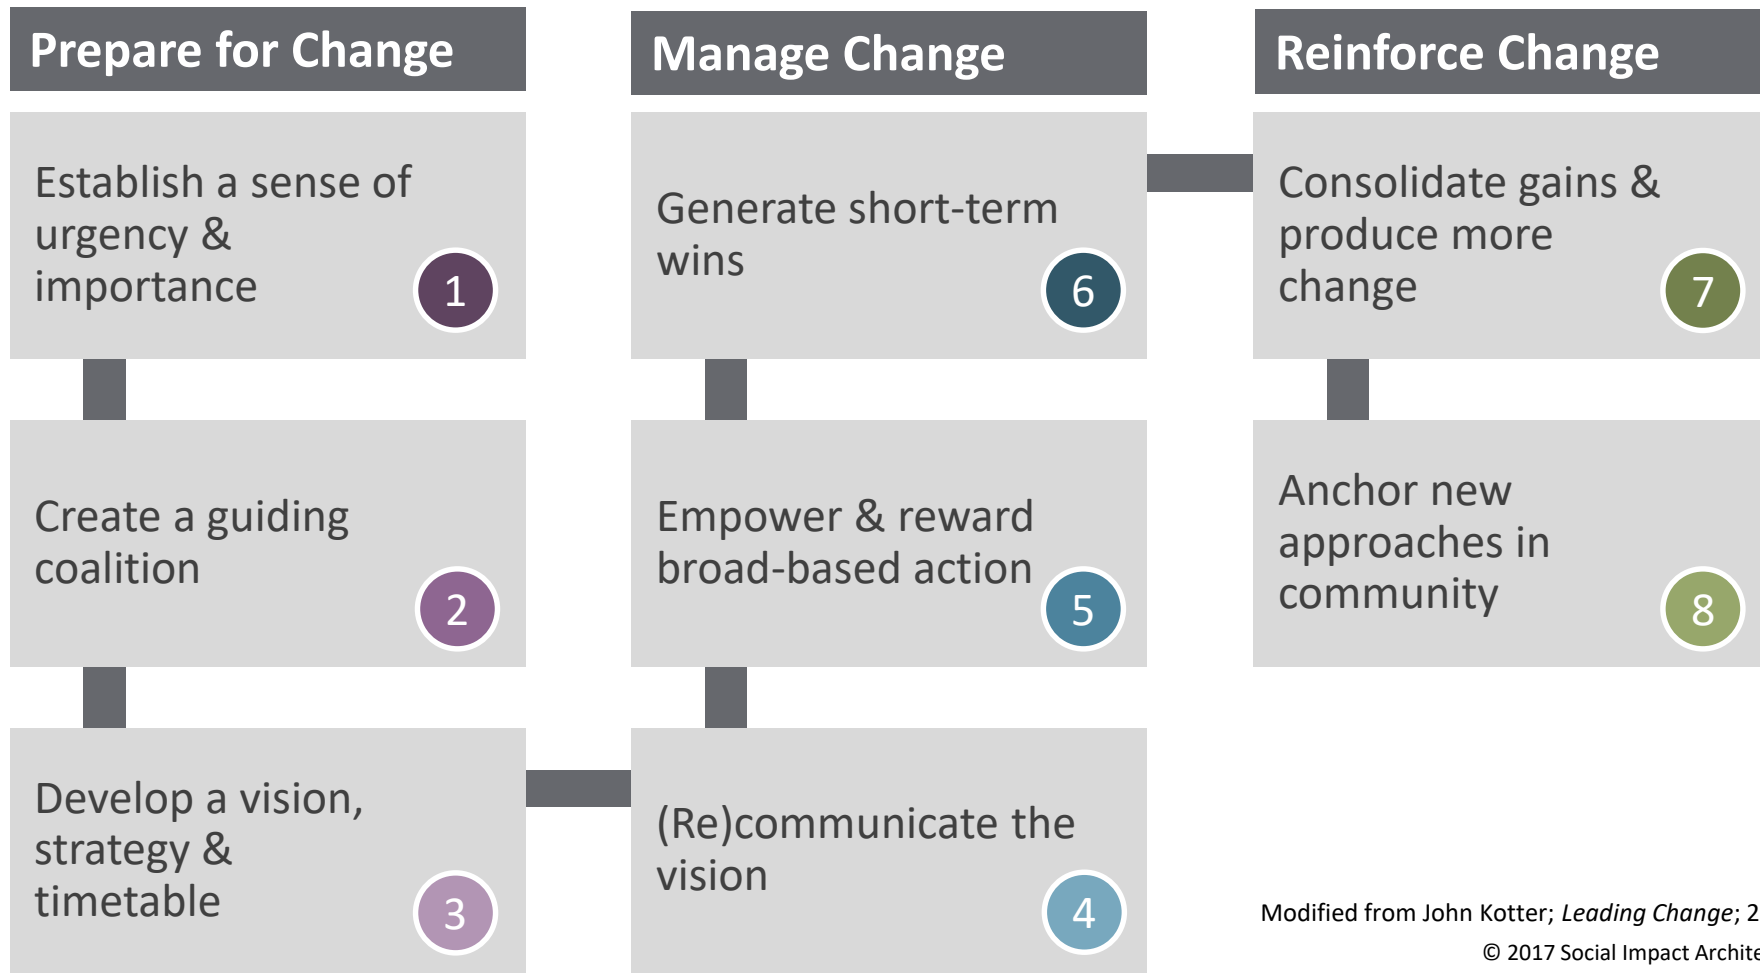 Prepare for Change
Establish a sense of
urgency &
importance
1
Create a guiding
coalition
2
Develop a vision,
strategy &
timetable
3
Manage Change
Generate short-term
wins
6
Empower & reward
broad-based action
5
(Re)communicate the
vision
4
Reinforce Change
Consolidate gains &
produce more
change
7
Anchor new
approaches in
community
8
Modified from John Kotter; Leading Change; 2
© 2017 Social Impact